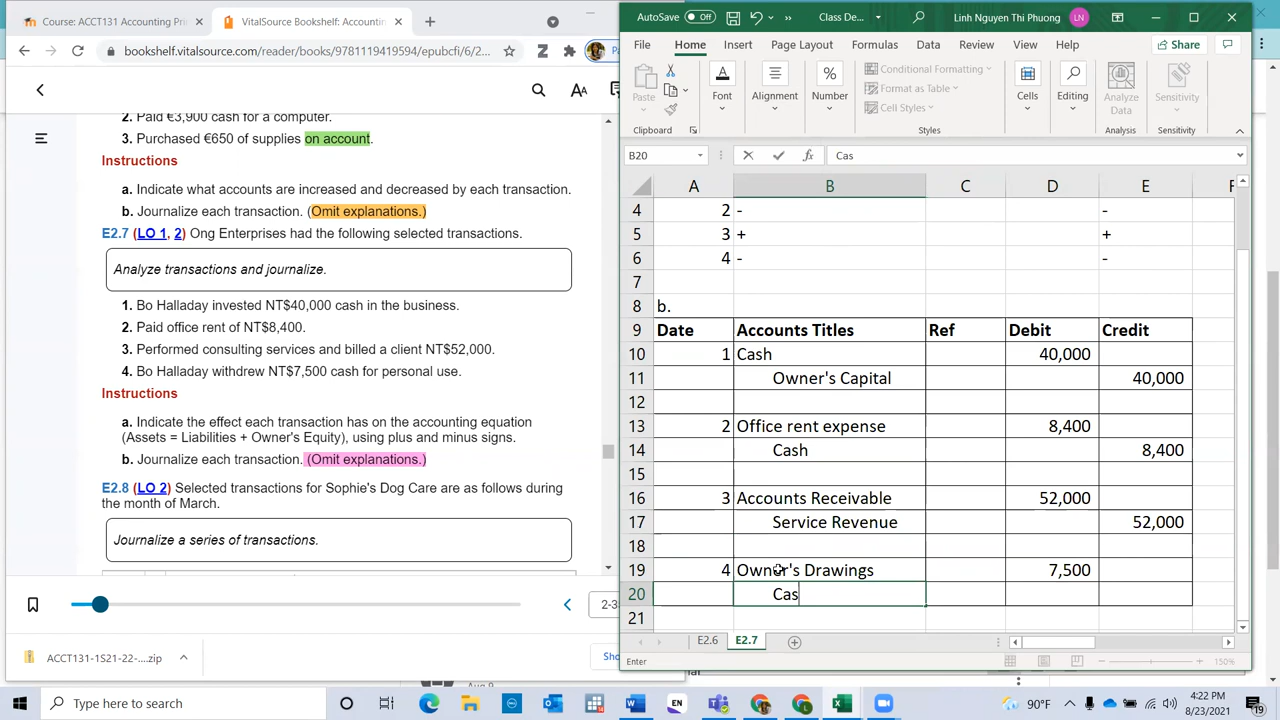 Course: ACCT131 Accounting Pri
VitalSource Bookshelf: Accountin
bookshelf.vitalsource.com/reader/books/9781119419594/epubcfi/6/2...
Pa
AA
2. Paid €3,900 cash for a computer.
3. Purchased €650 of supplies on account.
Instructions
a. Indicate what accounts are increased and decreased by each transaction.
b. Journalize each transaction. (Omit explanations.)
E2.7 (LO 1, 2) Ong Enterprises had the following selected transactions.
Analyze transactions and journalize.
1. Bo Halladay invested NT$40,000 cash in the business.
2. Paid office rent of NT$8,400.
3. Performed consulting services and billed a client NT$52,000.
4. Bo Halladay withdrew NT$7,500 cash for personal use.
Instructions
a. Indicate the effect each transaction has on the accounting equation
(Assets = Liabilities + Owner's Equity), using plus and minus signs.
b. Journalize each transaction. (Omit explanations.)
E2.8 (LO 2) Selected transactions for Sophie's Dog Care are as follows during
the month of March.
Journalize a series of transactions.
2-3
ACCT131-1S21-22-....zip
Sho
AutoSave Off
Class De...
Linh Nguyen Thi Phuong LN
File Home Insert Page Layout Formulas Data Review View Help Share
Paste
Clipboard
Font
Alignment
Number
Conditional Formatting
Format as Table
Cell Styles
Styles
Cells
Editing
Analyze
Data
Analysis
Sensitivity
Sensitivity
B20 fx Cas
A B C D E F
4 2 - -
5 3 + +
6 4 - -
7
8 b.
9 Date Accounts Titles Ref Debit Credit
10 1 Cash 40,000
11 Owner's Capital 40,000
12
13 2 Office rent expense 8,400
14 Cash 8,400
15
16 3 Accounts Receivable 52,000
17 Service Revenue 52,000
18
19 4 Owner's Drawings 7,500
20 Cas
21
E2.6 E2.7
Enter
150%
Type here to search
EN
90°F
4:22 PM
8/23/2021
19